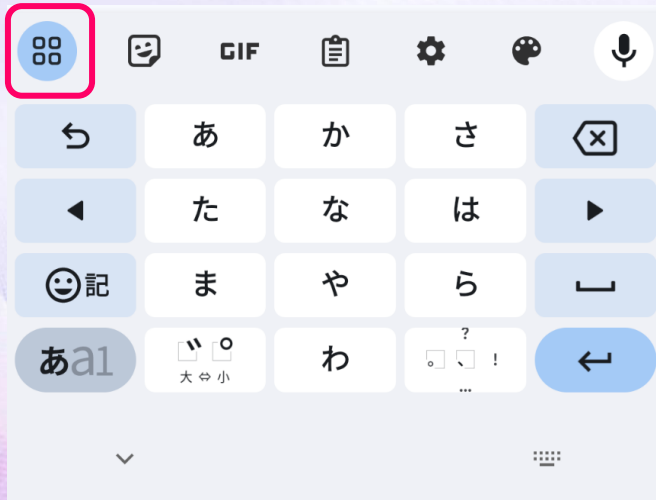 GIF
あ か さ
た な は
記 ま や ら
あa1 大⇔小 わ 。、?!…